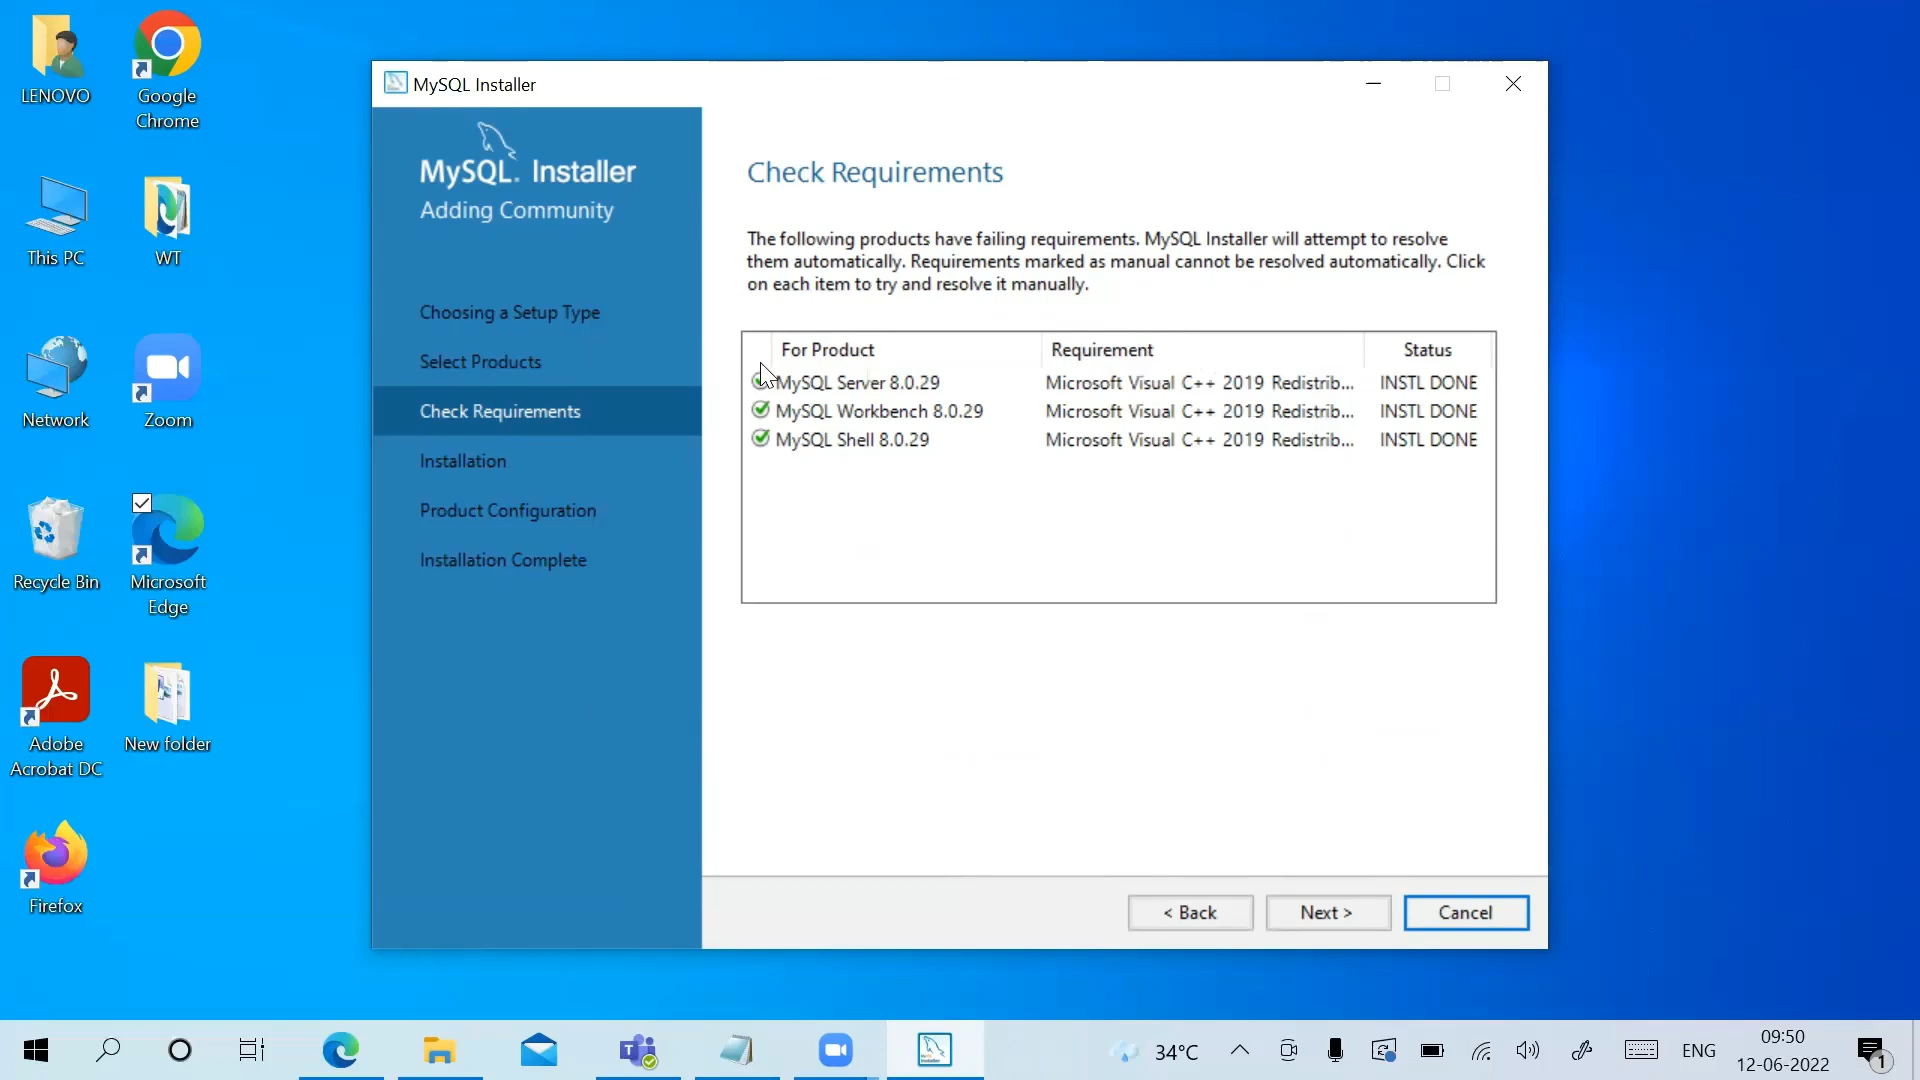 LENOVO
Google
Chrome
This PC
WT
Network
Zoom
Recycle Bin
Microsoft
Edge
Adobe
Acrobat DC
New folder
Firefox
MySQL Installer
MySQL. Installer
Adding Community
Choosing a Setup Type
Select Products
Check Requirements
Installation
Product Configuration
Installation Complete
Check Requirements
The following products have failing requirements. MySQL Installer will attempt to resolve
them automatically. Requirements marked as manual cannot be resolved automatically. Click
on each item to try and resolve it manually.
For Product Requirement Status
MySQL Server 8.0.29 Microsoft Visual C++ 2019 Redistrib... INSTL DONE
MySQL Workbench 8.0.29 Microsoft Visual C++ 2019 Redistrib... INSTL DONE
MySQL Shell 8.0.29 Microsoft Visual C++ 2019 Redistrib... INSTL DONE
< Back Next > Cancel
34°C
ENG
09:50
12-06-2022
1